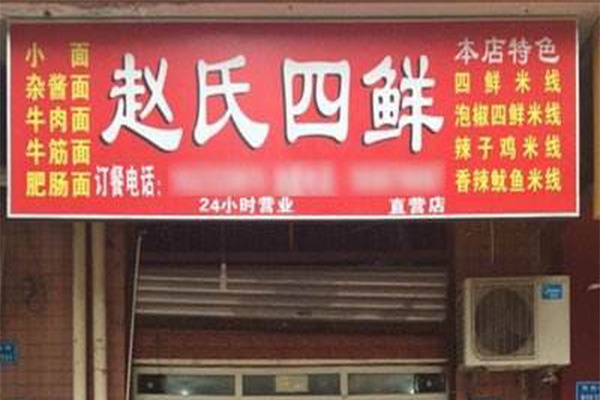 小面
杂酱面
牛肉面
牛筋面
肥肠面
赵氏四鲜
订餐电话:
24小时营业
直营店
本店特色
四鲜米线
泡椒四鲜米线
辣子鸡米线
香辣鱿鱼米线